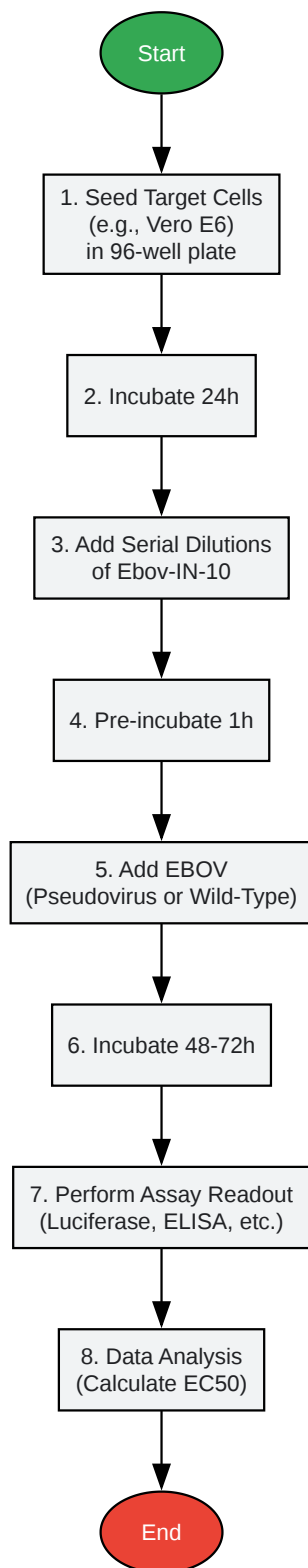 Start
1. Seed Target Cells
(e.g., Vero E6)
in 96-well plate
2. Incubate 24h
3. Add Serial Dilutions
of Ebov-IN-10
4. Pre-incubate 1h
5. Add EBOV
(Pseudovirus or Wild-Type)
6. Incubate 48-72h
7. Perform Assay Readout
(Luciferase, ELISA, etc.)
8. Data Analysis
(Calculate EC50)
End